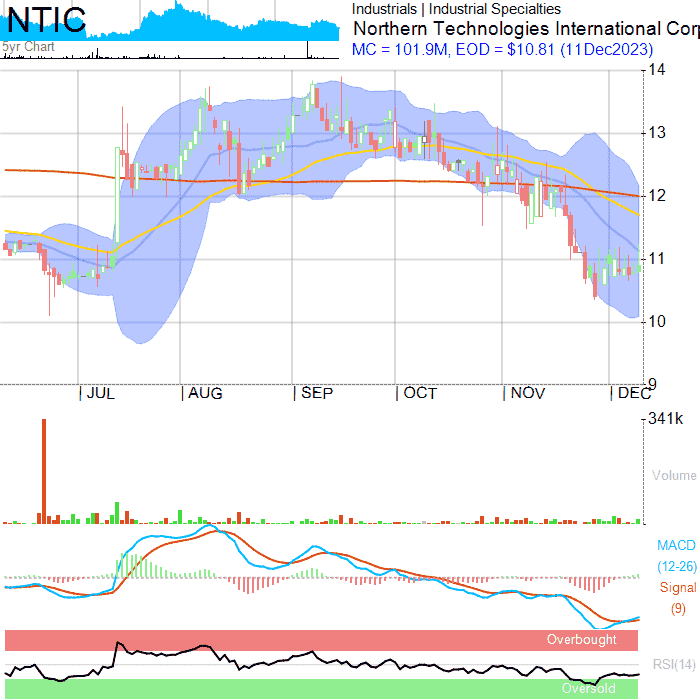 NTIC
5yr Chart
Industrials | Industrial Specialties
Northern Technologies International Corp
MC = 101.9M, EOD = $10.81 (11Dec2023)
14
13
12
11
10
9
| JUL | AUG | SEP | OCT | NOV | DEC
341k
Volume
MACD
(12-26)
Signal
(9)
Overbought
RSI(14)
Oversold